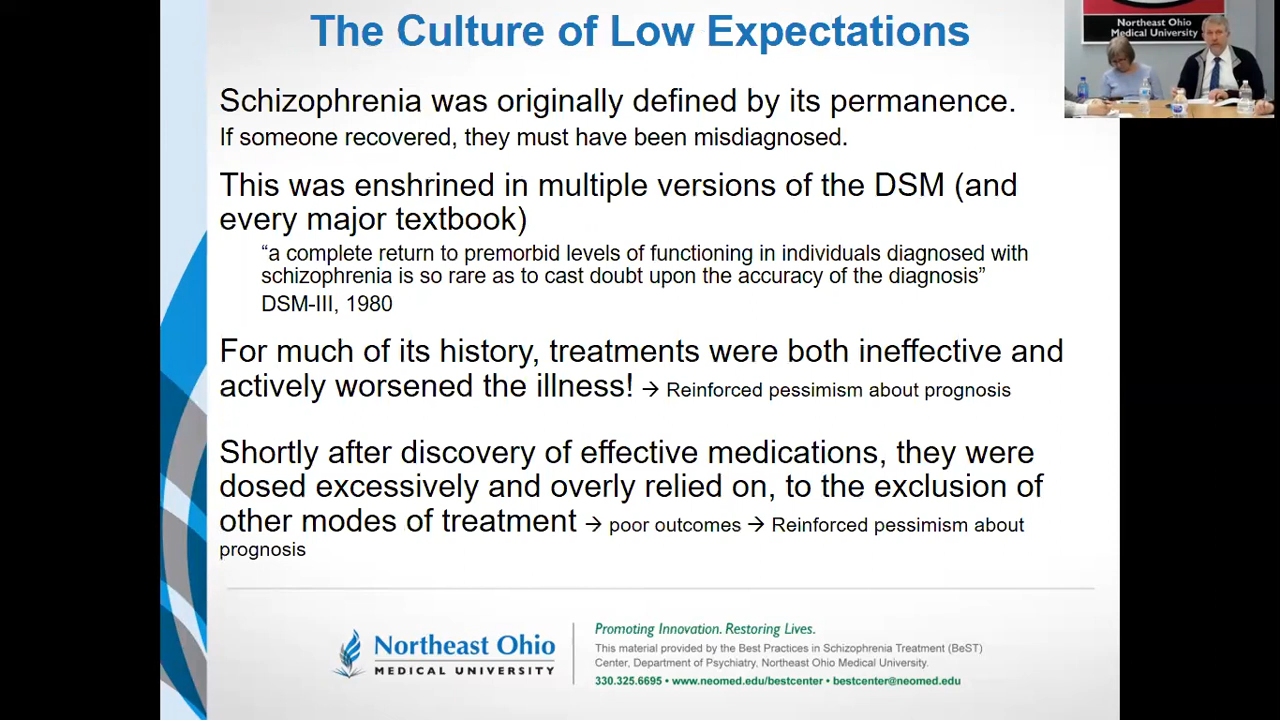 The Culture of Low Expectations
Northeast Ohio
Medical University
Schizophrenia was originally defined by its permanence.
If someone recovered, they must have been misdiagnosed.
This was enshrined in multiple versions of the DSM (and
every major textbook)
“a complete return to premorbid levels of functioning in individuals diagnosed with
schizophrenia is so rare as to cast doubt upon the accuracy of the diagnosis”
DSM-III, 1980
For much of its history, treatments were both ineffective and
actively worsened the illness! → Reinforced pessimism about prognosis
Shortly after discovery of effective medications, they were
dosed excessively and overly relied on, to the exclusion of
other modes of treatment → poor outcomes → Reinforced pessimism about
prognosis
Northeast Ohio
MEDICAL UNIVERSITY
Promoting Innovation. Restoring Lives.
This material provided by the Best Practices in Schizophrenia Treatment (BeST)
Center, Department of Psychiatry, Northeast Ohio Medical University.
330.325.6695 • www.neomed.edu/bestcenter • bestcenter@neomed.edu